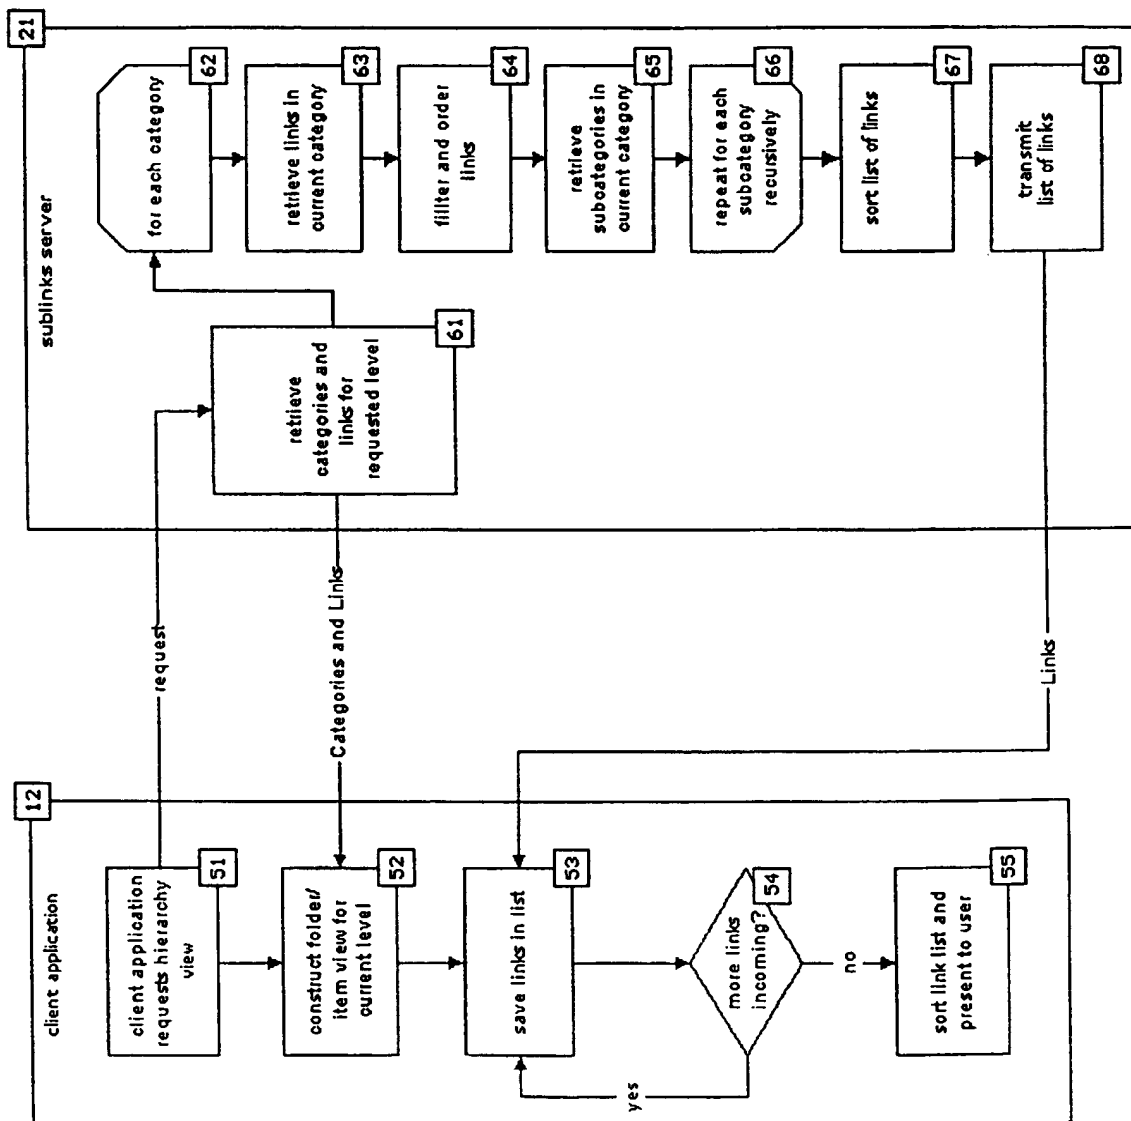 client application
12
client application
requests hierarchy
view
51
construct folder/
item view for
current level
52
save links in list
53
more links
incoming?
54
yes
no
sort link list and
present to user
55
request
Categories and Links
Links
sublinks server
21
retrieve
categories and
links for
requested level
61
for each category
62
retrieve links in
current category
63
fillter and order
links
64
retrieve
subcategories in
current category
65
repeat for each
subcategory
recursively
66
sort list of links
67
transmit
list of links
68